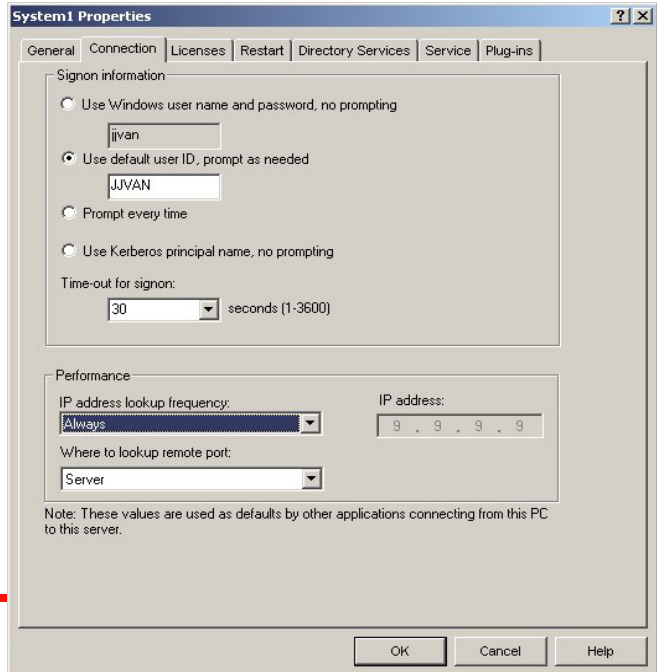 System1 Properties
General Connection Licenses Restart Directory Services Service Plug-ins
Signon information
Use Windows user name and password, no prompting
jjvan
Use default user ID, prompt as needed
JJVAN
Prompt every time
Use Kerberos principal name, no prompting
Time-out for signon:
30 seconds (1-3600)
Performance
IP address lookup frequency: IP address:
Always 9 . 9 . 9 . 9
Where to lookup remote port:
Server
Note: These values are used as defaults by other applications connecting from this PC
to this server.
OK Cancel Help